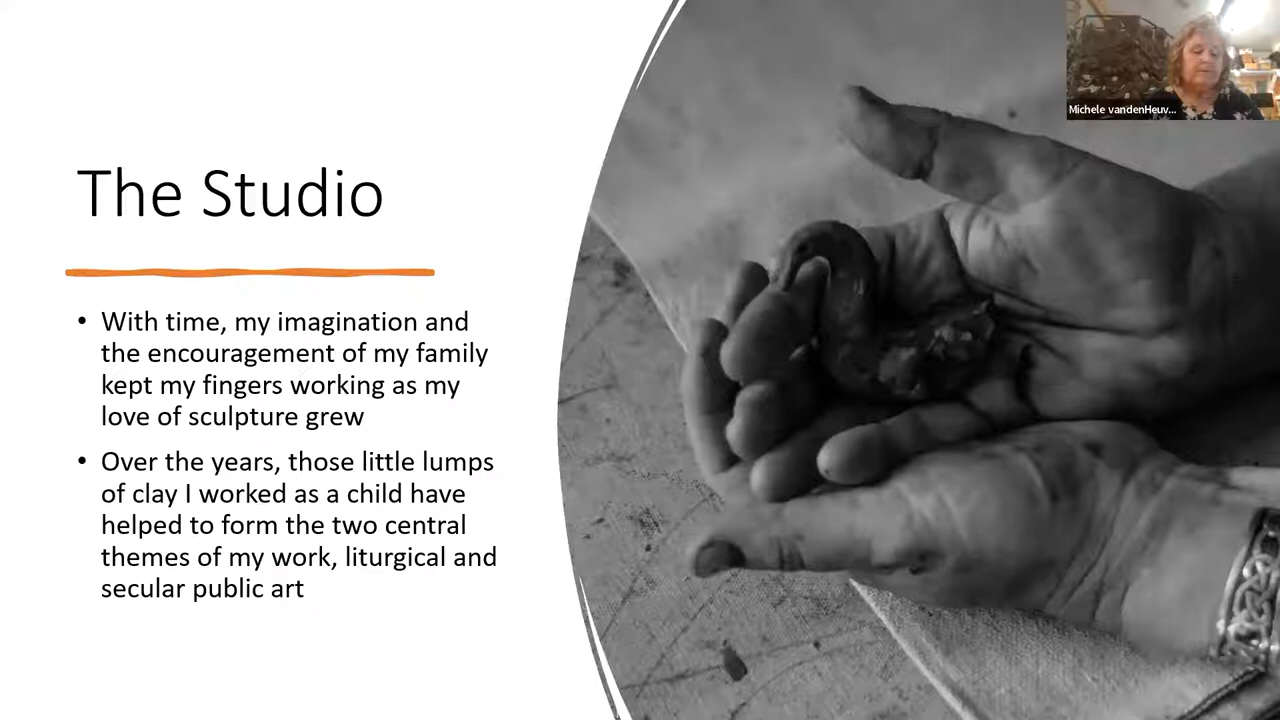 The Studio
• With time, my imagination and
the encouragement of my family
kept my fingers working as my
love of sculpture grew
• Over the years, those little lumps
of clay I worked as a child have
helped to form the two central
themes of my work, liturgical and
secular public art
Michele vandenHeuv...